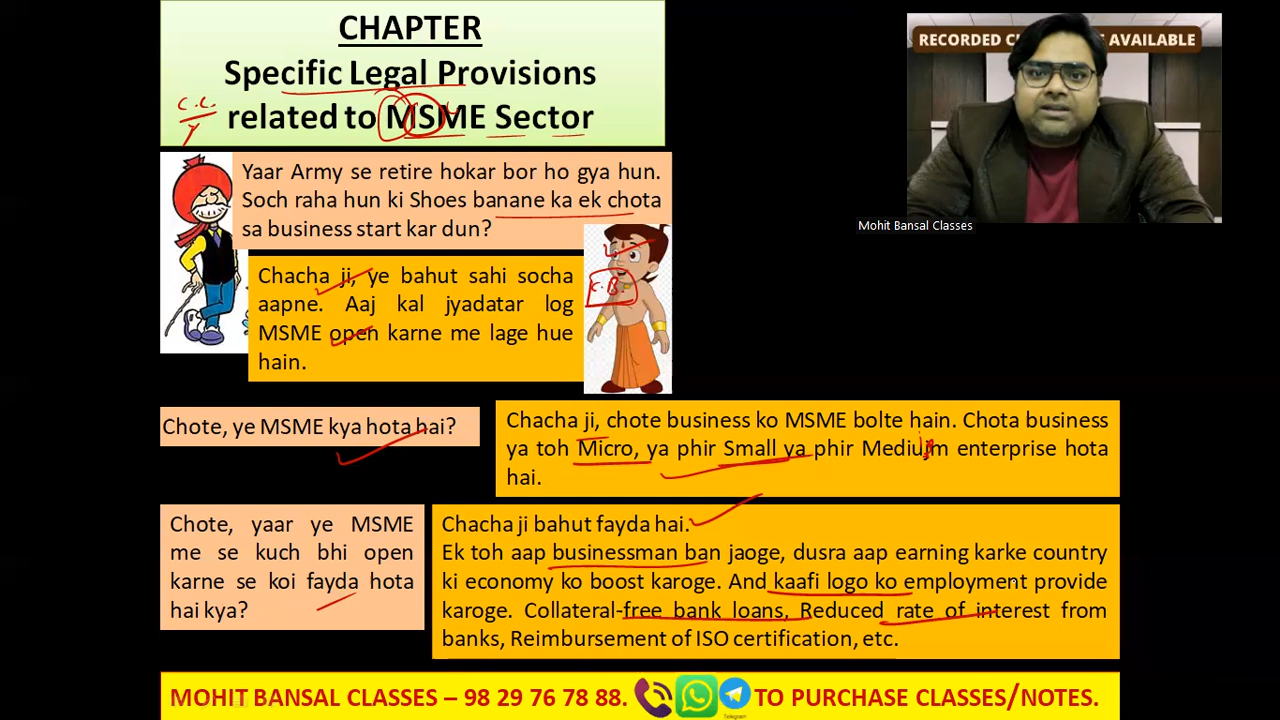 CHAPTER
Specific Legal Provisions
related to MSME Sector
C.C.
RECORDED
AVAILABLE
Mohit Bansal Classes
Yaar Army se retire hokar bor ho gya hun.
Soch raha hun ki Shoes banane ka ek chota
sa business start kar dun?
Chacha ji, ye bahut sahi socha
aapne. Aaj kal jyadatar log
MSME open karne me lage hue
hain.
C.B.
Chote, ye MSME kya hota hai?
Chacha ji, chote business ko MSME bolte hain. Chota business
ya toh Micro, ya phir Small ya phir Medium enterprise hota
hai.
Chote, yaar ye MSME
me se kuch bhi open
karne se koi fayda hota
hai kya?
Chacha ji bahut fayda hai.
Ek toh aap businessman ban jaoge, dusra aap earning karke country
ki economy ko boost karoge. And kaafi logo ko employment provide
karoge. Collateral-free bank loans, Reduced rate of interest from
banks, Reimbursement of ISO certification, etc.
MOHIT BANSAL CLASSES – 98 29 76 78 88. TO PURCHASE CLASSES/NOTES.
Telegram